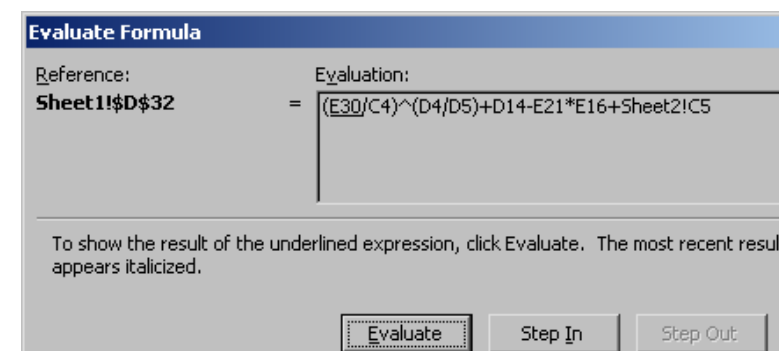 Evaluate Formula
Reference: Evaluation:
Sheet1!$D$32 = (E30/C4)^(D4/D5)+D14-E21*E16+Sheet2!C5
To show the result of the underlined expression, click Evaluate. The most recent resul
appears italicized.
Evaluate Step In Step Out